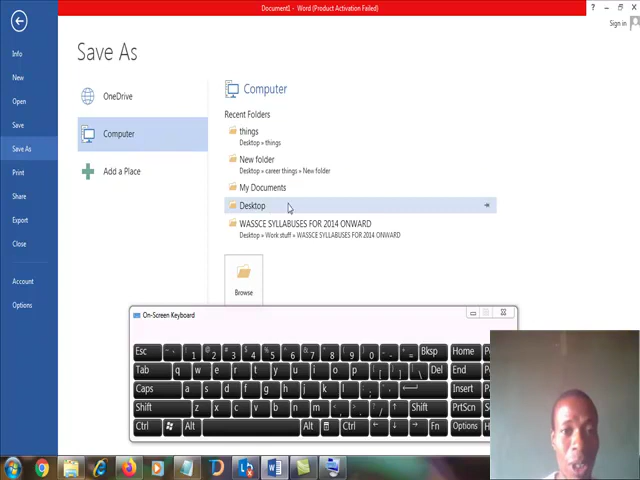 Document1 - Word (Product Activation Failed)
?
Sign in
Info
New
Open
Save
Save As
Print
Share
Export
Close
Account
Options
Save As
OneDrive
Computer
Add a Place
Computer
Recent Folders
things
Desktop » things
New folder
Desktop » career things » New folder
My Documents
Desktop
WASSCE SYLLABUSES FOR 2014 ONWARD
Desktop » Work stuff » WASSCE SYLLABUSES FOR 2014 ONWARD
Browse
On-Screen Keyboard
Esc ~ ` ! 1 @ 2 # 3 $ 4 % 5 ^ 6 & 7 * 8 ( 9 ) 0 _ - + = Bksp Home
Tab q w e r t y u i o p { [ } ] | \ Del End
Caps a s d f g h j k l : ; " ' Insert
Shift z x c v b n m < , > . ? / Shift PrtScn
Ctrl Alt Alt Ctrl Fn Options